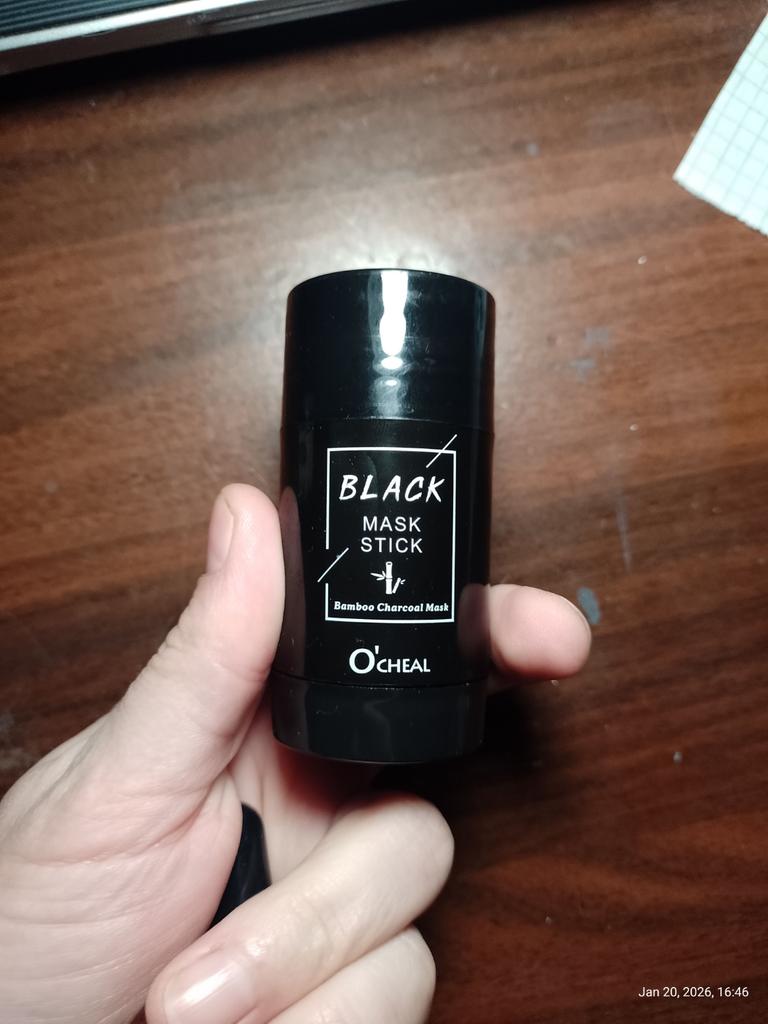 BLACK
MASK
STICK
Bamboo Charcoal Mask
O'CHEAL
Jan 20, 2026, 16:46